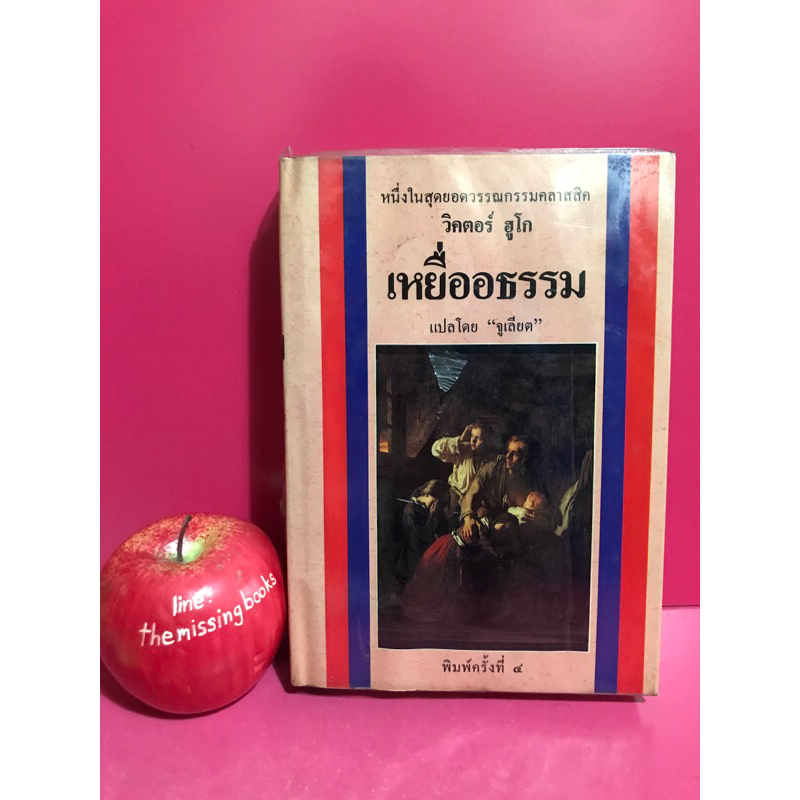 หนึ่งในสุดยอดวรรณกรรมคลาสสิค
วิคตอร์ ฮูโก
เหยื่ออธรรม
แปลโดย “จูเลียต”
พิมพ์ครั้งที่ ๔
line:
themissingbooks